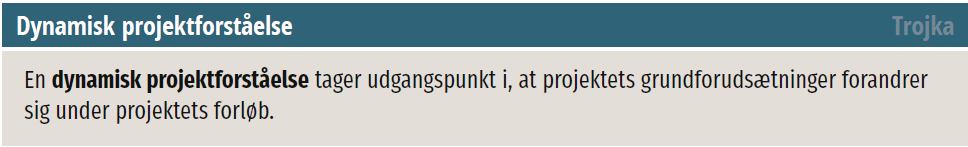 Dynamisk projektforståelse Trojka
En dynamisk projektforståelse tager udgangspunkt i, at projektets grundforudsætninger forandrer
sig under projektets forløb.